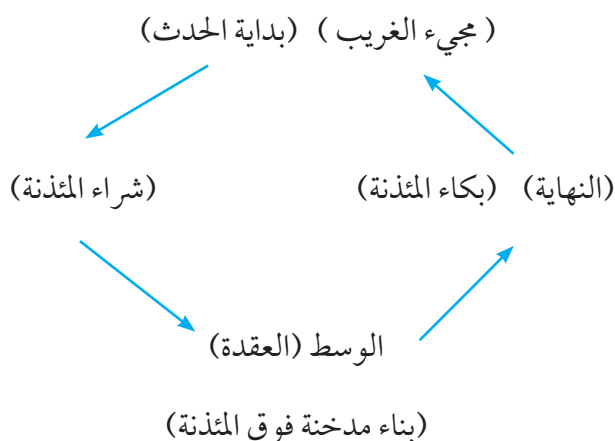 (مجيء الغريب ) (بداية الحدث)
(شراء المئذنة)
(النهاية) (بكاء المئذنة)
الوسط (العقدة)
(بناء مدخنة فوق المئذنة)